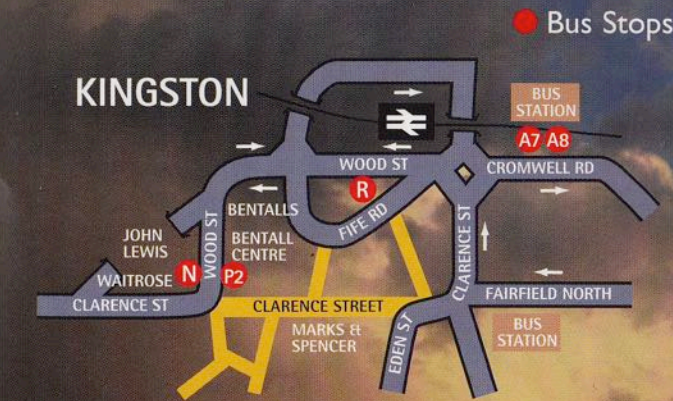 Bus Stops
KINGSTON
BUS
STATION
A7 A8
WOOD ST
CROMWELL RD
R
FIFE RD
BENTALLS
JOHN
LEWIS
WOOD ST
BENTALL
CENTRE
CLARENCE ST
WAITROSE
N
P2
CLARENCE ST
CLARENCE STREET
FAIRFIELD NORTH
MARKS &
SPENCER
EDEN ST
BUS
STATION